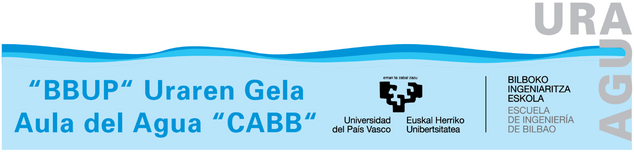 URA
AGUA
“BBUP“ Uraren Gela
Aula del Agua “CABB“
eman ta zabal zazu
Universidad
del País Vasco
Euskal Herriko
Unibertsitatea
BILBOKO
INGENIARITZA
ESKOLA
ESCUELA
DE INGENIERÍA
DE BILBAO